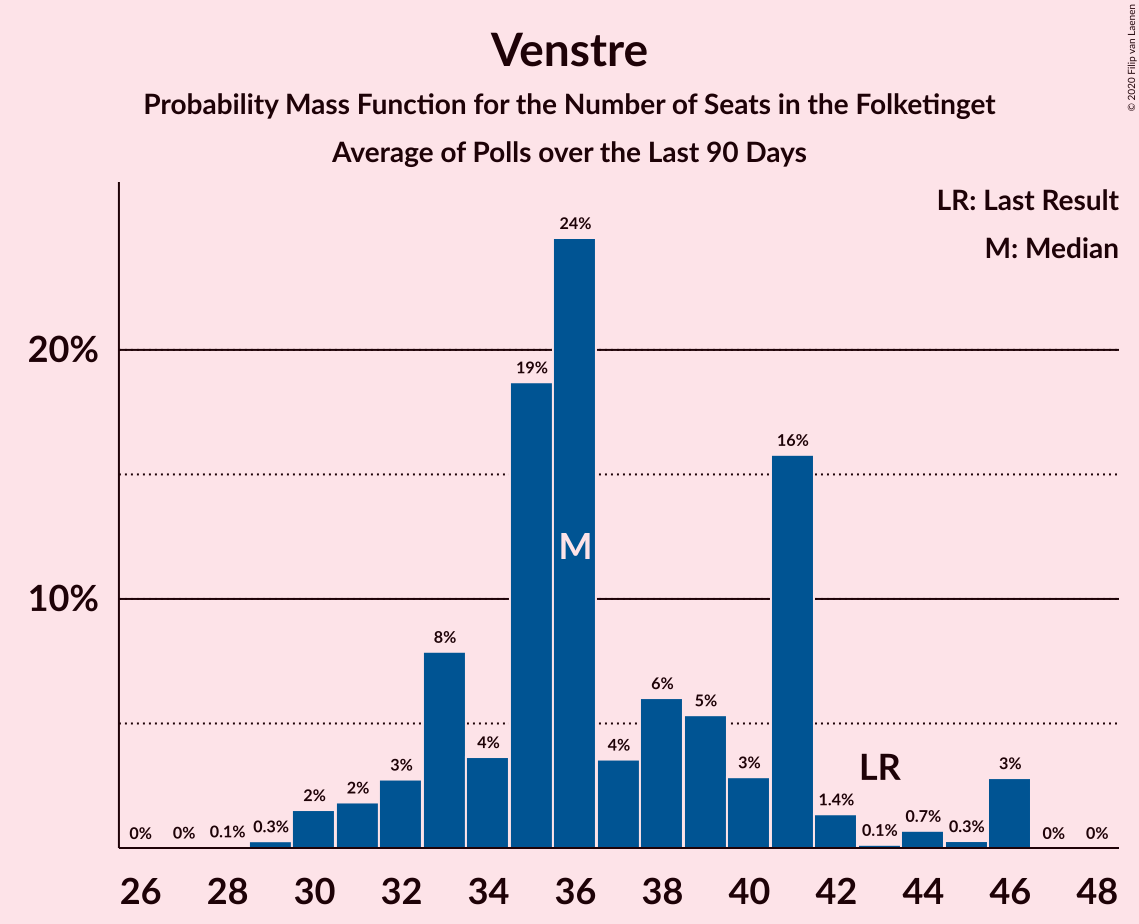 Venstre
Probability Mass Function for the Number of Seats in the Folketinget
Average of Polls over the Last 90 Days
© 2020 Filip van Laenen
LR: Last Result
M: Median
20%
10%
0%
0%
0.1%
0.3%
2%
2%
3%
8%
4%
19%
24%
4%
6%
5%
3%
16%
1.4%
0.1%
0.7%
0.3%
3%
0%
0%
M
LR
26 28 30 32 34 36 38 40 42 44 46 48